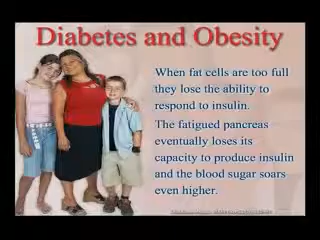 Diabetes and Obesity
When fat cells are too full
they lose the ability to
respond to insulin.
The fatigued pancreas
eventually loses its
capacity to produce insulin
and the blood sugar soars
even higher.